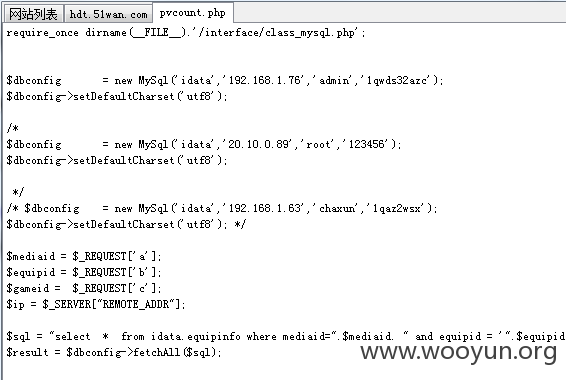 网站列表 hdt.51wan.com pvcount.php
require_once dirname(__FILE__).'/interface/class_mysql.php';
$dbconfig = new MySql('idata','192.168.1.76','admin','1qwds32azc');
$dbconfig->setDefaultCharset('utf8');
/*
$dbconfig = new MySql('idata','20.10.0.89','root','123456');
$dbconfig->setDefaultCharset('utf8');
*/
/* $dbconfig = new MySql('idata','192.168.1.63','chaxun','1qaz2wsx');
$dbconfig->setDefaultCharset('utf8'); */
$mediaid = $_REQUEST['a'];
$equipid = $_REQUEST['b'];
$gameid = $_REQUEST['c'];
$ip = $_SERVER["REMOTE_ADDR"];
$sql = "select * from idata.equipinfo where mediaid=".$mediaid. " and equipid = '".$equipid
$result = $dbconfig->fetchAll($sql);
www.wooyun.org